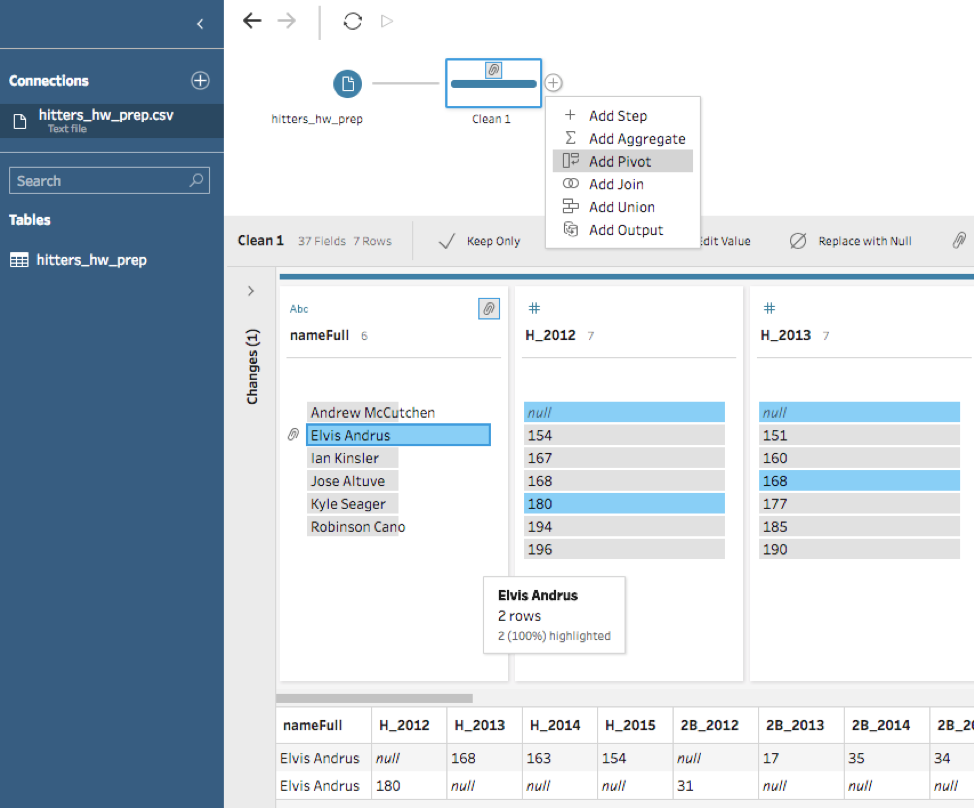 Connections
hitters_hw_prep.csv
Text file
Search
Tables
hitters_hw_prep
hitters_hw_prep
Clean 1
Add Step
Add Aggregate
Add Pivot
Add Join
Add Union
Add Output
Clean 1 37 Fields 7 Rows Keep Only Edit Value Replace with Null
Changes (1)
Abc # #
nameFull 6 H_2012 7 H_2013 7
Andrew McCutchen null null
Elvis Andrus 154 151
Ian Kinsler 167 160
Jose Altuve 168 168
Kyle Seager 180 177
Robinson Cano 194 185
196 190
Elvis Andrus
2 rows
2 (100%) highlighted
nameFull H_2012 H_2013 H_2014 H_2015 2B_2012 2B_2013 2B_2014 2B_20
Elvis Andrus null 168 163 154 null 17 35 34
Elvis Andrus 180 null null null 31 null null null